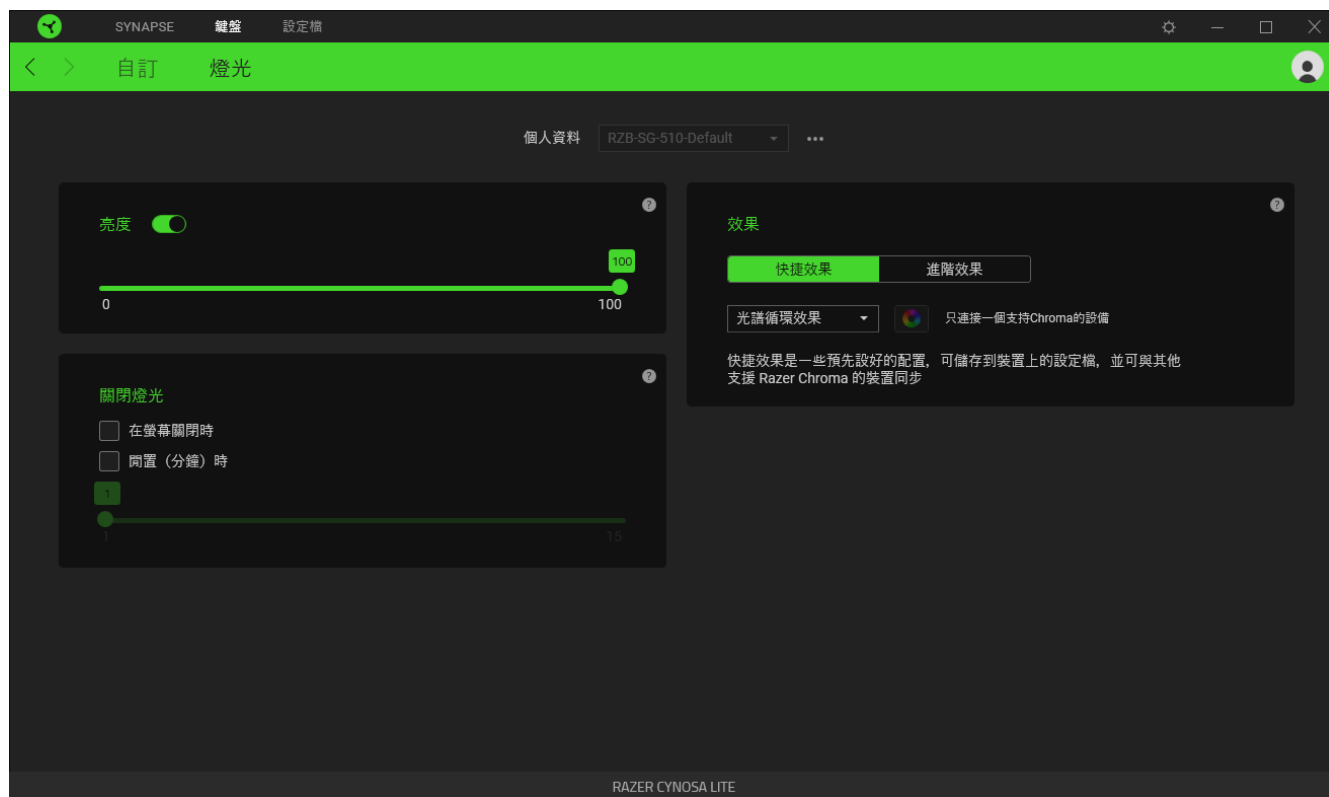 SYNAPSE 鍵盤 設定檔
自訂 燈光
個人資料 RZB-SG-510-Default
亮度
100
0 100
關閉燈光
在螢幕關閉時
閒置（分鐘）時
1
1 15
效果
快捷效果 進階效果
光譜循環效果 只連接一個支持Chroma的設備
快捷效果是一些預先設好的配置，可儲存到裝置上的設定檔，並可與其他
支援 Razer Chroma 的裝置同步
RAZER CYNOSA LITE